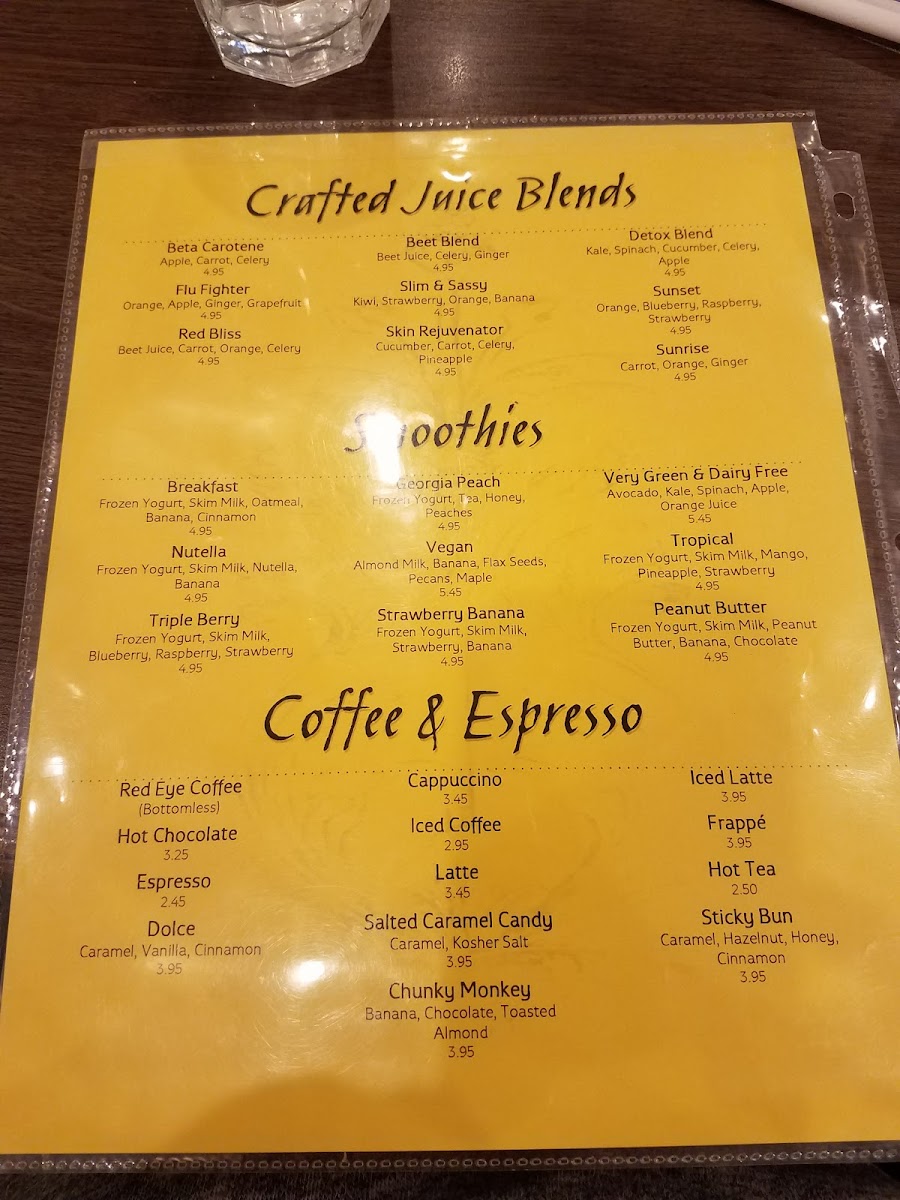 Crafted Juice Blends
Beta Carotene
Apple, Carrot, Celery
4.95
Flu Fighter
Orange, Apple, Ginger, Grapefruit
4.95
Red Bliss
Beet Juice, Carrot, Orange, Celery
4.95
Beet Blend
Beet Juice, Celery, Ginger
4.95
Slim & Sassy
Kiwi, Strawberry, Orange, Banana
4.95
Skin Rejuvenator
Cucumber, Carrot, Celery,
Pineapple
4.95
Detox Blend
Kale, Spinach, Cucumber, Celery,
Apple
4.95
Sunset
Orange, Blueberry, Raspberry,
Strawberry
4.95
Sunrise
Carrot, Orange, Ginger
4.95
Smoothies
Breakfast
Frozen Yogurt, Skim Milk, Oatmeal,
Banana, Cinnamon
4.95
Nutella
Frozen Yogurt, Skim Milk, Nutella,
Banana
4.95
Triple Berry
Frozen Yogurt, Skim Milk,
Blueberry, Raspberry, Strawberry
4.95
Georgia Peach
Frozen Yogurt, Tea, Honey,
Peaches
4.95
Vegan
Almond Milk, Banana, Flax Seeds,
Pecans, Maple
5.45
Strawberry Banana
Frozen Yogurt, Skim Milk,
Strawberry, Banana
4.95
Very Green & Dairy Free
Avocado, Kale, Spinach, Apple,
Orange Juice
5.45
Tropical
Frozen Yogurt, Skim Milk, Mango,
Pineapple, Strawberry
4.95
Peanut Butter
Frozen Yogurt, Skim Milk, Peanut
Butter, Banana, Chocolate
4.95
Coffee & Espresso
Red Eye Coffee
(Bottomless)
Hot Chocolate
3.25
Espresso
2.45
Dolce
Caramel, Vanilla, Cinnamon
3.95
Cappuccino
3.45
Iced Coffee
2.95
Latte
3.45
Salted Caramel Candy
Caramel, Kosher Salt
3.95
Chunky Monkey
Banana, Chocolate, Toasted
Almond
3.95
Iced Latte
3.95
Frappé
3.95
Hot Tea
2.50
Sticky Bun
Caramel, Hazelnut, Honey,
Cinnamon
3.95